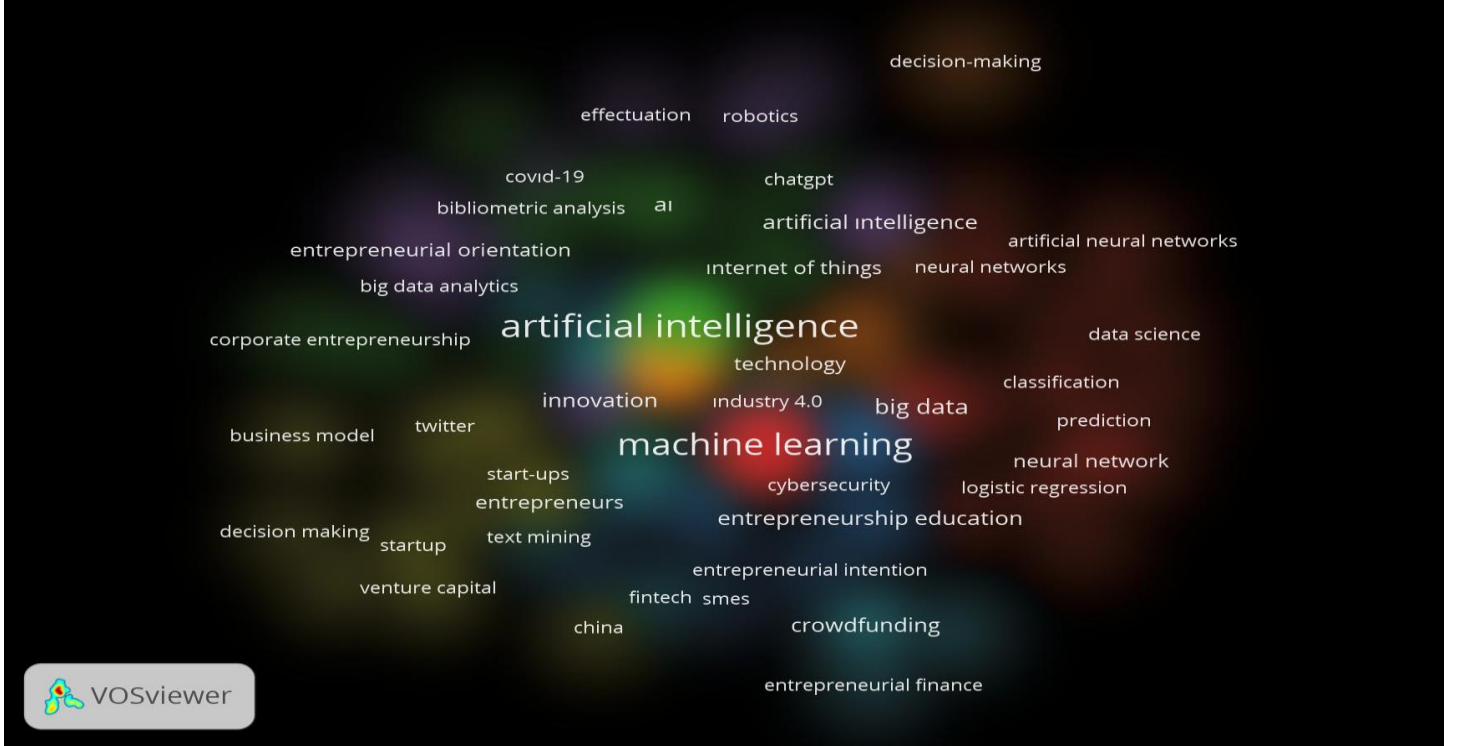 decision-making
effectuation
robotics
covıd-19
chatgpt
bibliometric analysis
aı
artificial ıntelligence
artificial neural networks
entrepreneurial orientation
ınternet of things
neural networks
big data analytics
artificial intelligence
data science
corporate entrepreneurship
technology
classification
innovation
ındustry 4.0
big data
prediction
twitter
business model
machine learning
neural network
start-ups
cybersecurity
logistic regression
entrepreneurs
entrepreneurship education
decision making
text mining
startup
entrepreneurial intention
venture capital
fintech
smes
china
crowdfunding
entrepreneurial finance
VOSviewer